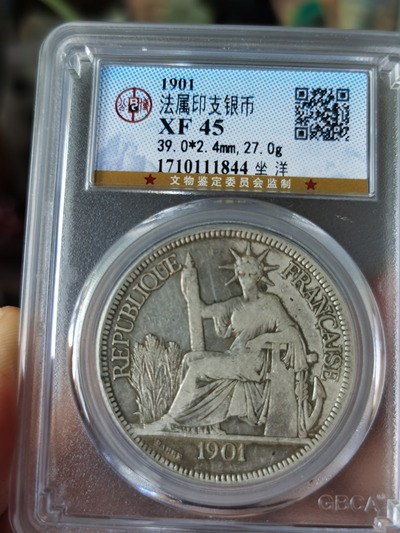 1901
法属印支银币
XF 45
39.0*2.4mm, 27.0g
1710111844 坐洋
★ 文物鉴定委员会监制 ★
REPUBLIQUE FRANÇAISE
1901
GBCA